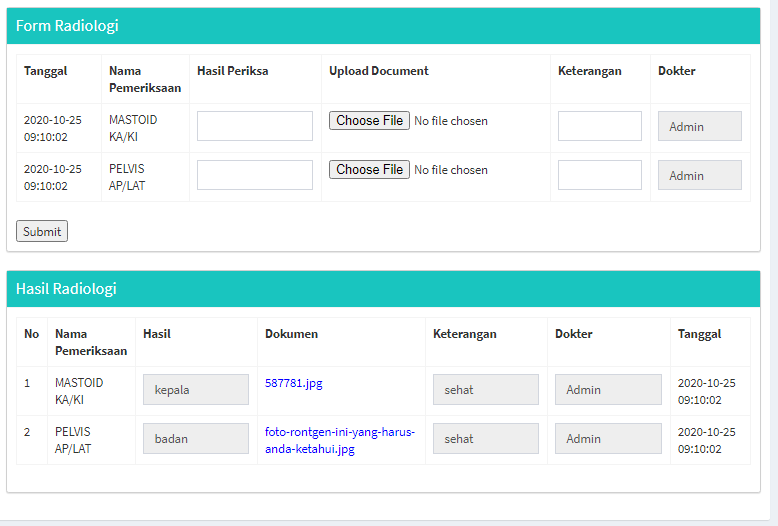 Form Radiologi
Tanggal Nama Pemeriksaan Hasil Periksa Upload Document Keterangan Dokter
2020-10-25 09:10:02 MASTOID KA/KI Choose File No file chosen Admin
2020-10-25 09:10:02 PELVIS AP/LAT Choose File No file chosen Admin
Submit
Hasil Radiologi
No Nama Pemeriksaan Hasil Dokumen Keterangan Dokter Tanggal
1 MASTOID KA/KI kepala 587781.jpg sehat Admin 2020-10-25 09:10:02
2 PELVIS AP/LAT badan foto-rontgen-ini-yang-harus-anda-ketahui.jpg sehat Admin 2020-10-25 09:10:02